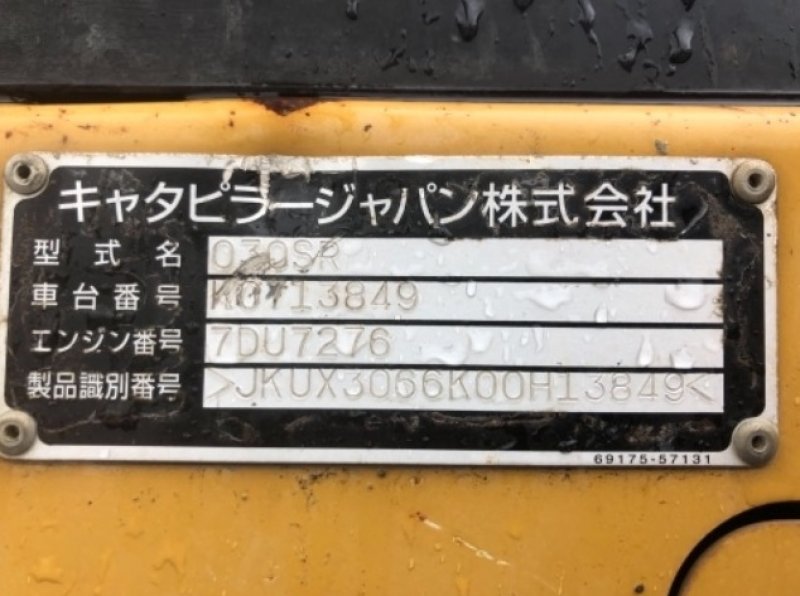 キャタピラージャパン株式会社
型式名 030SR
車台番号 K0Y13849
エンジン番号 7DU7276
製品識別番号 >JKUX3066K00H13849<
69175-57131